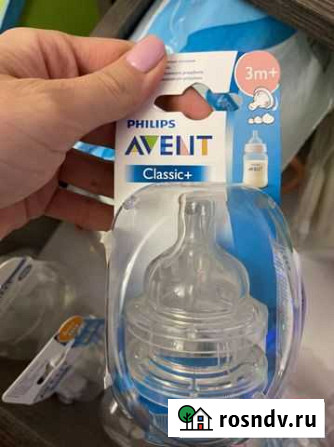 3m+
PHILIPS
AVENT
Classic+
rosndv.ru